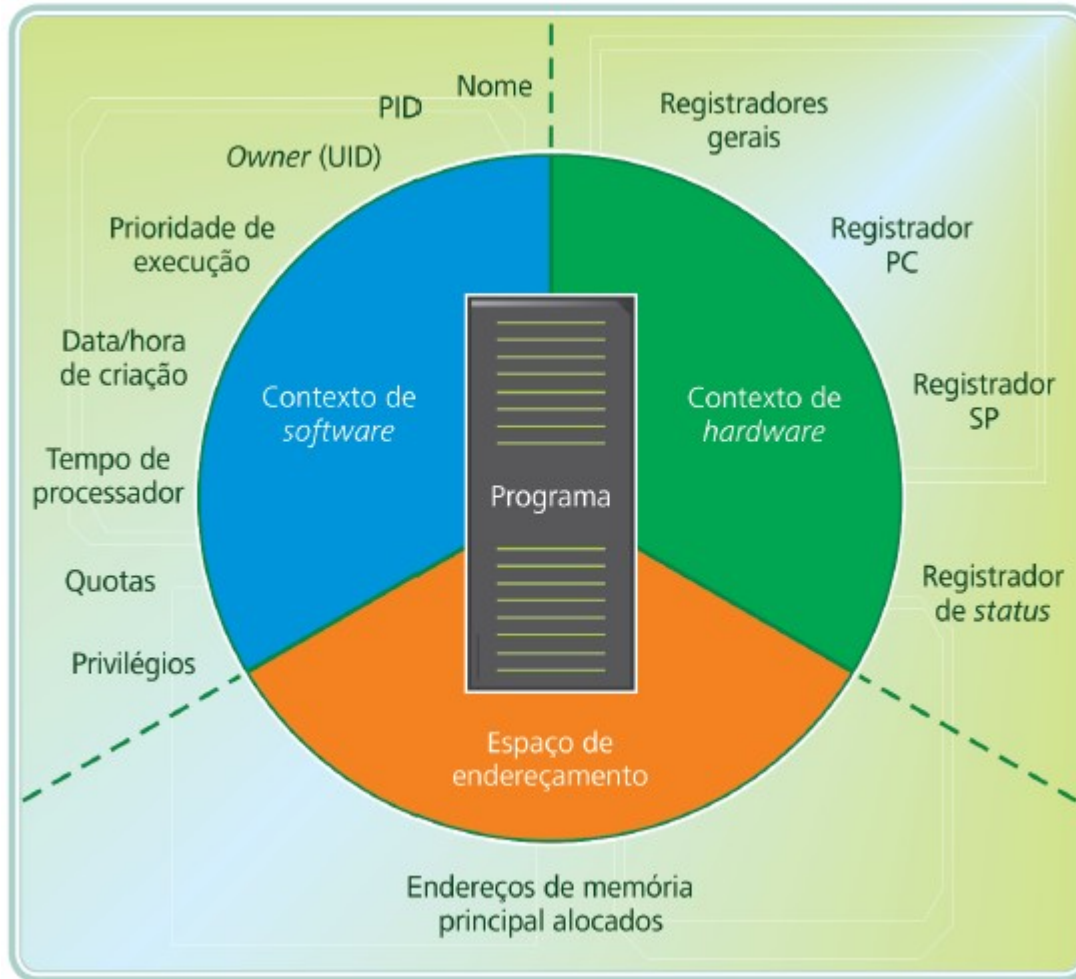 Nome
PID
Owner (UID)
Prioridade de
execução
Data/hora
de criação
Tempo de
processador
Quotas
Privilégios
Contexto de
software
Programa
Contexto de
hardware
Registradores
gerais
Registrador
PC
Registrador
SP
Registrador
de status
Espaço de
endereçamento
Endereços de memória
principal alocados